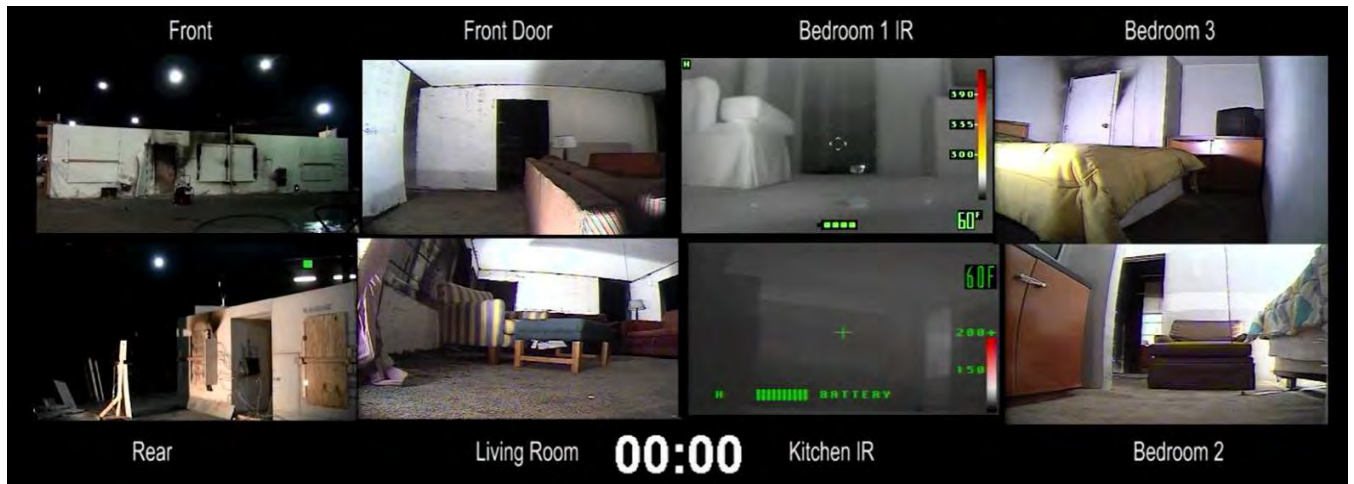 Front
Front Door
Bedroom 1 IR
Bedroom 3
H
390
335
300
60°F
60F
200+
150
H BATTERY
Rear
Living Room
00:00
Kitchen IR
Bedroom 2